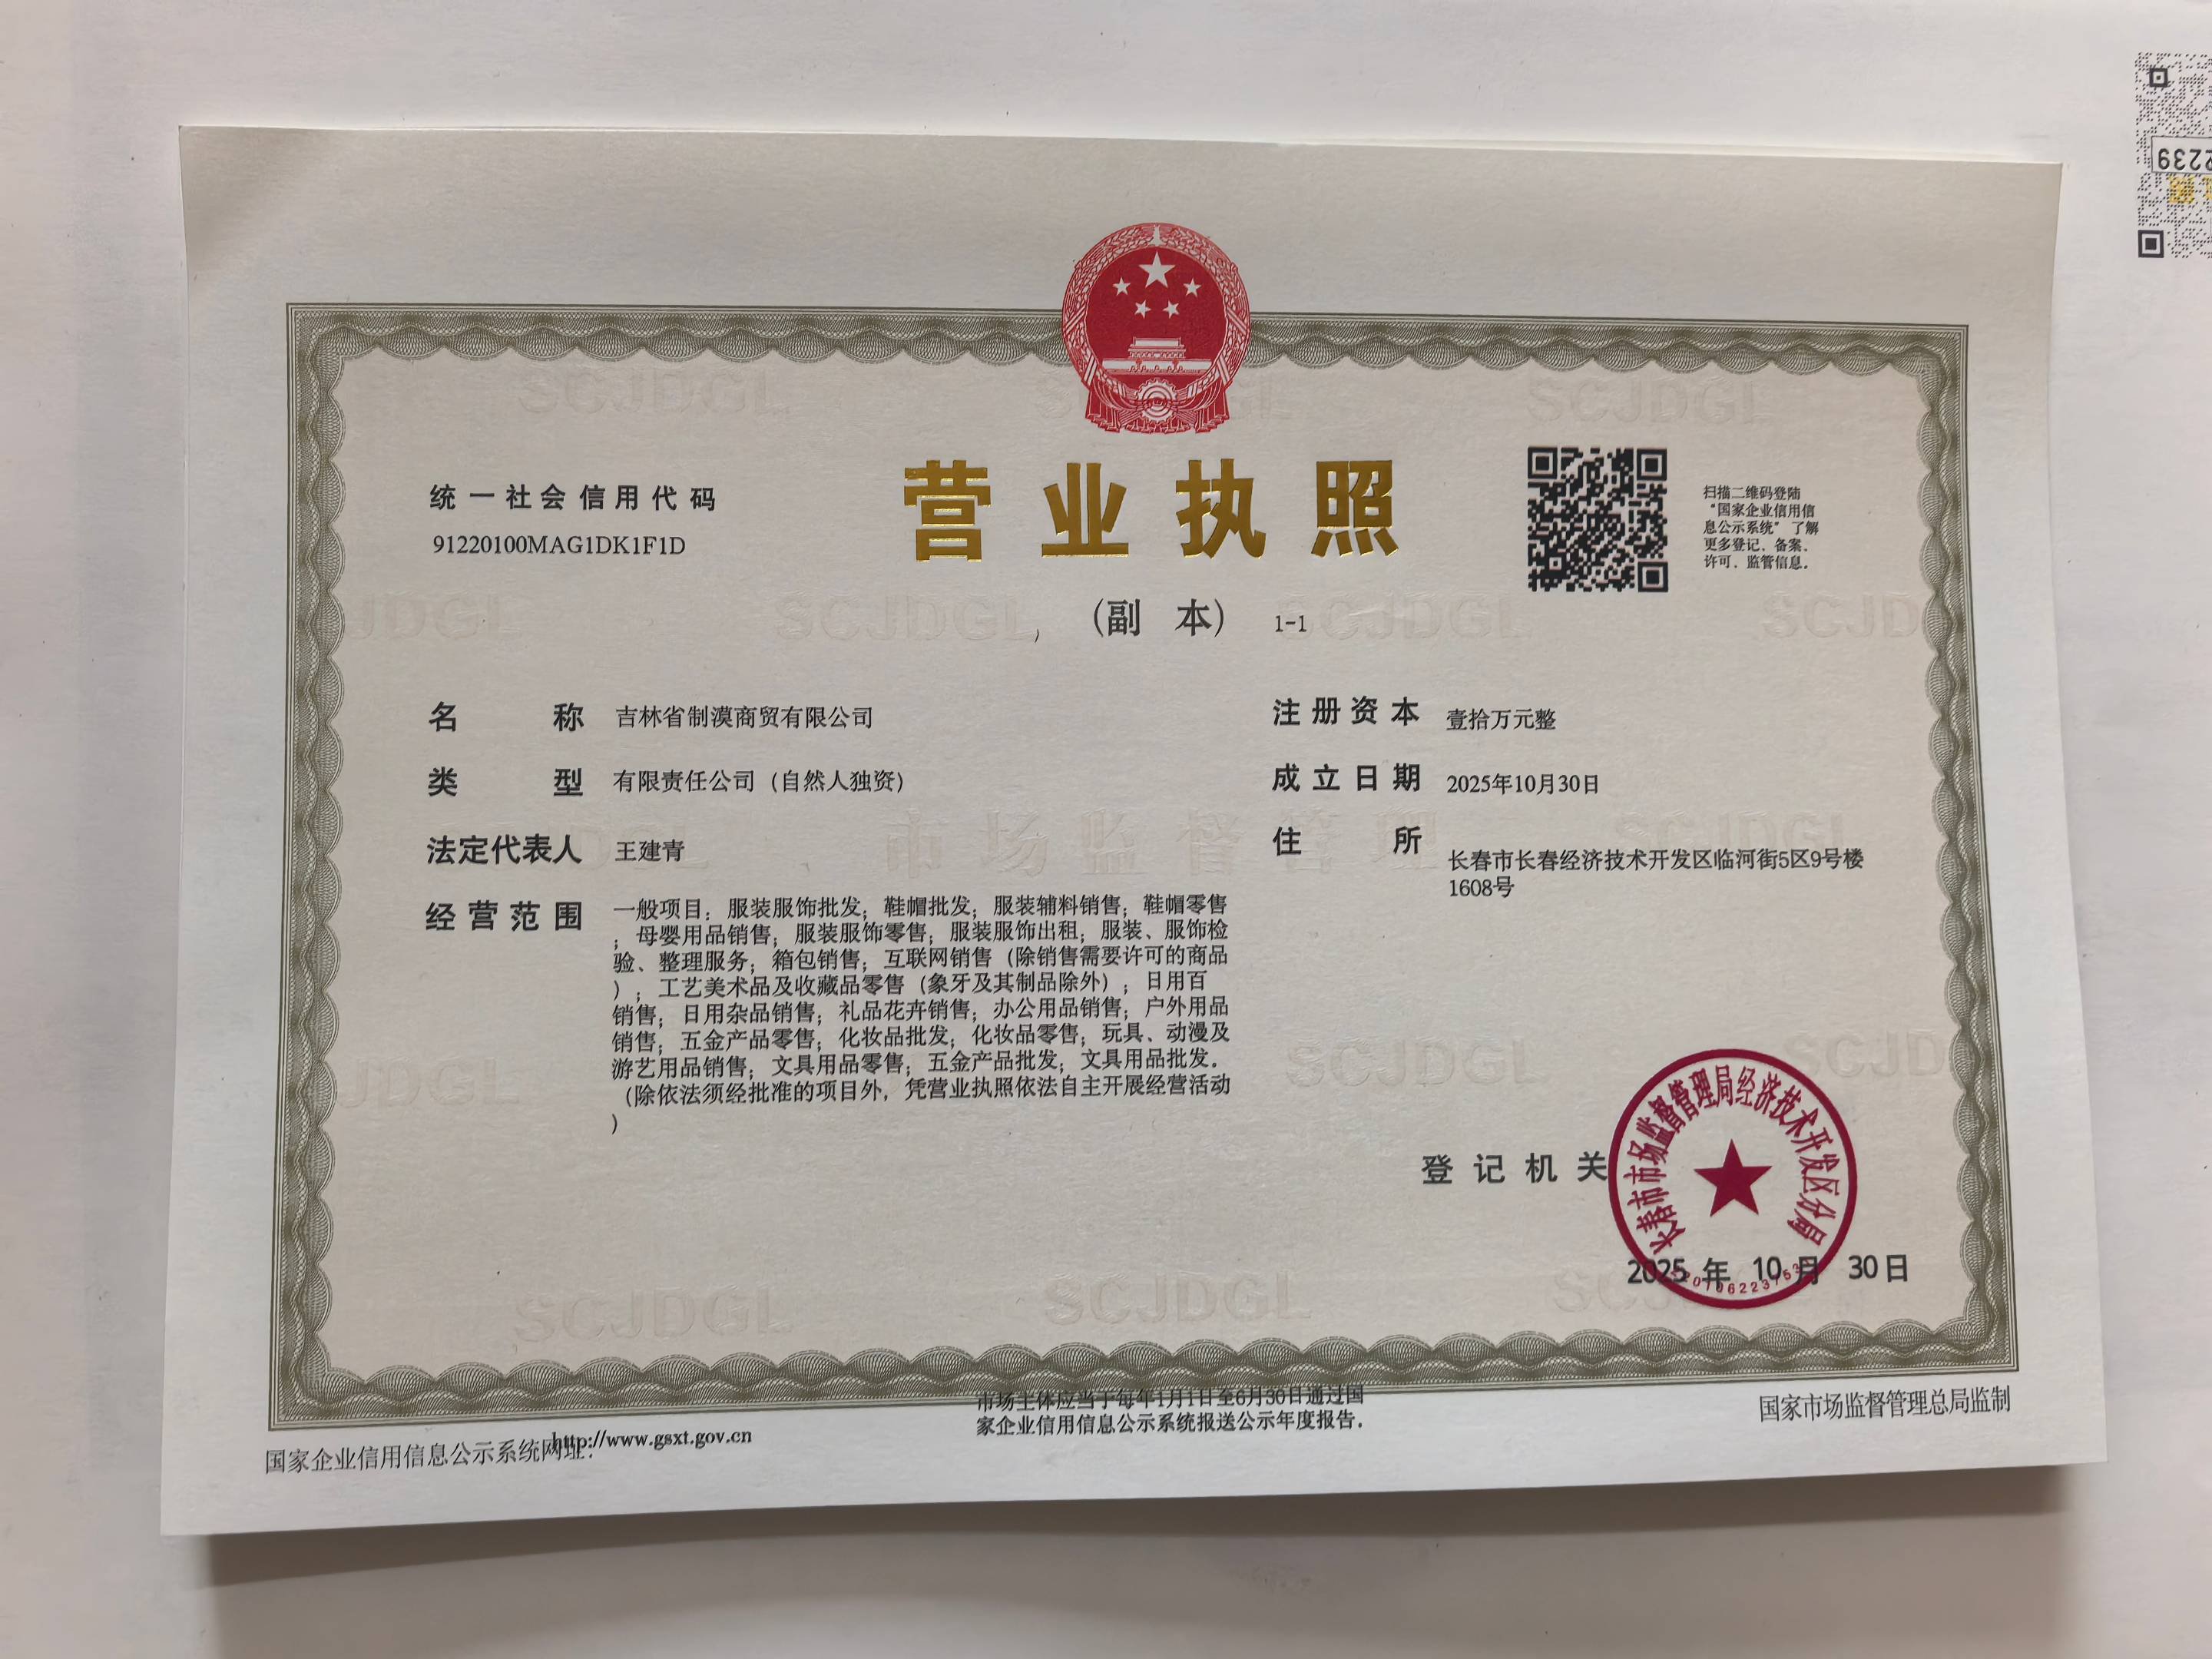 2239
统一社会信用代码
91220100MAG1DK1F1D
营业执照
(副 本) 1-1
扫描二维码登陆
“国家企业信用信
息公示系统”了解
更多登记、备案、
许可、监管信息。
名 称 吉林省制漠商贸有限公司
类 型 有限责任公司（自然人独资）
法定代表人 王建青
经营范围 一般项目：服装服饰批发；鞋帽批发；服装辅料销售；鞋帽零售
；母婴用品销售；服装服饰零售；服装服饰出租；服装、服饰检
验、整理服务；箱包销售；互联网销售（除销售需要许可的商品
）；工艺美术品及收藏品零售（象牙及其制品除外）；日用百
销售；日用杂品销售；礼品花卉销售；办公用品销售；户外用品
销售；五金产品零售；化妆品批发；化妆品零售；玩具、动漫及
游艺用品销售；文具用品零售；五金产品批发；文具用品批发。
（除依法须经批准的项目外，凭营业执照依法自主开展经营活动
）
注册资本 壹拾万元整
成立日期 2025年10月30日
住 所 长春市长春经济技术开发区临河街5区9号楼
1608号
登记机关
长春市市场监督管理局经济技术开发区分局
2025 年 10 月 30 日
市场主体应当于每年1月1日至6月30日通过国
家企业信用信息公示系统报送公示年度报告。
国家企业信用信息公示系统网址：http://www.gsxt.gov.cn
国家市场监督管理总局监制
SCJDGL
市场监督管理